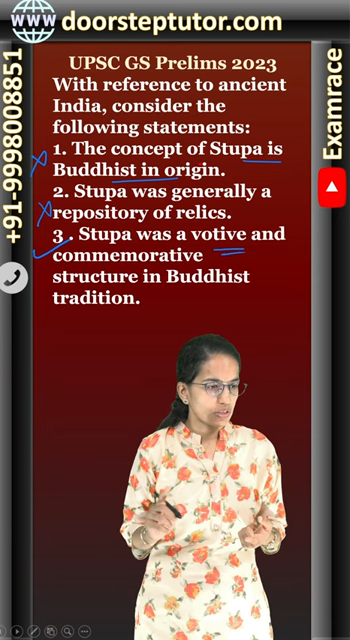 www.doorsteptutor.com
UPSC GS Prelims 2023
With reference to ancient
India, consider the
following statements:
1. The concept of Stupa is
Buddhist in origin.
2. Stupa was generally a
repository of relics.
3 . Stupa was a votive and
commemorative
structure in Buddhist
tradition.
+91-9998008851
Examrace